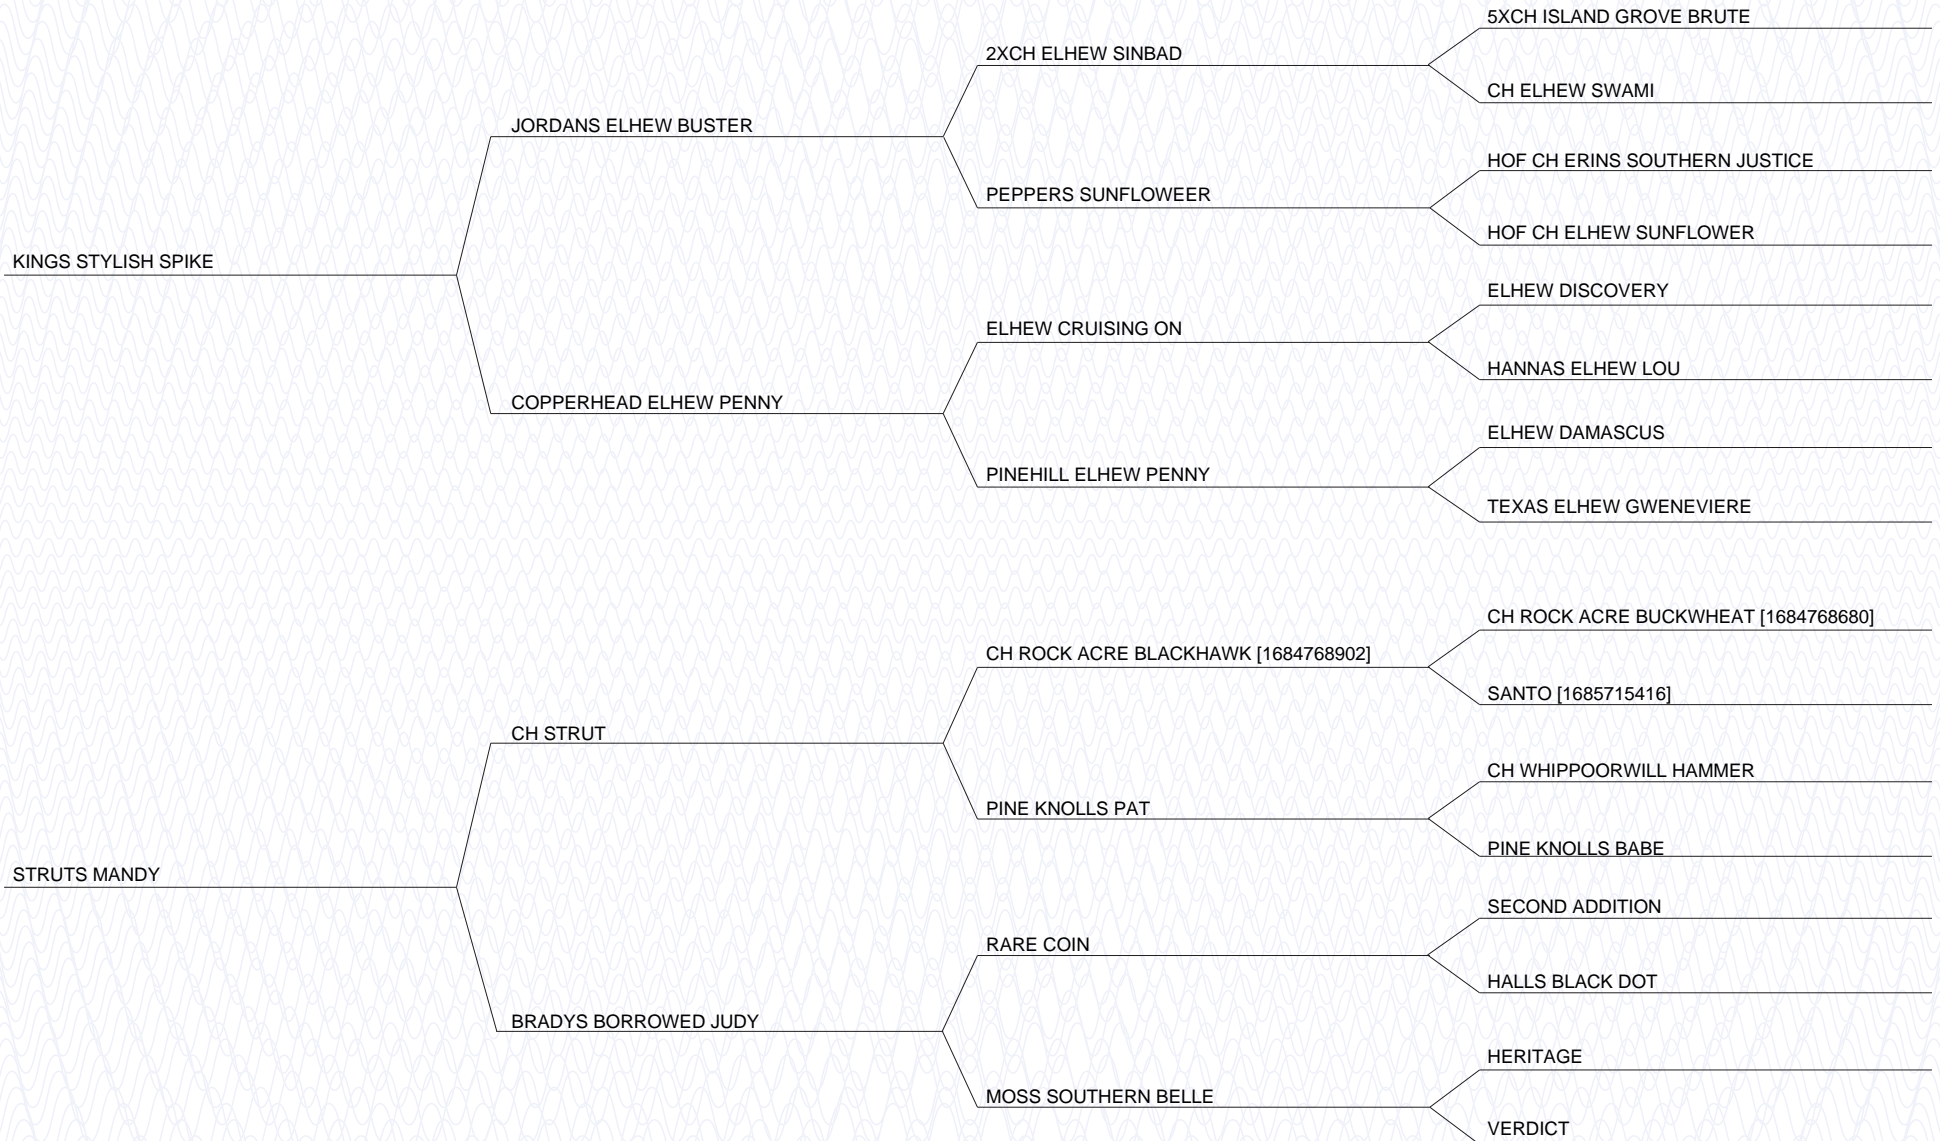 5XCH ISLAND GROVE BRUTE
2XCH ELHEW SINBAD
CH ELHEW SWAMI
JORDANS ELHEW BUSTER
HOF CH ERINS SOUTHERN JUSTICE
PEPPERS SUNFLOWEER
HOF CH ELHEW SUNFLOWER
KINGS STYLISH SPIKE
ELHEW DISCOVERY
ELHEW CRUISING ON
HANNAS ELHEW LOU
COPPERHEAD ELHEW PENNY
ELHEW DAMASCUS
PINEHILL ELHEW PENNY
TEXAS ELHEW GWENEVIERE
CH ROCK ACRE BUCKWHEAT [1684768680]
CH ROCK ACRE BLACKHAWK [1684768902]
SANTO [1685715416]
CH STRUT
CH WHIPPOORWILL HAMMER
PINE KNOLLS PAT
PINE KNOLLS BABE
STRUTS MANDY
SECOND ADDITION
RARE COIN
HALLS BLACK DOT
BRADYS BORROWED JUDY
HERITAGE
MOSS SOUTHERN BELLE
VERDICT